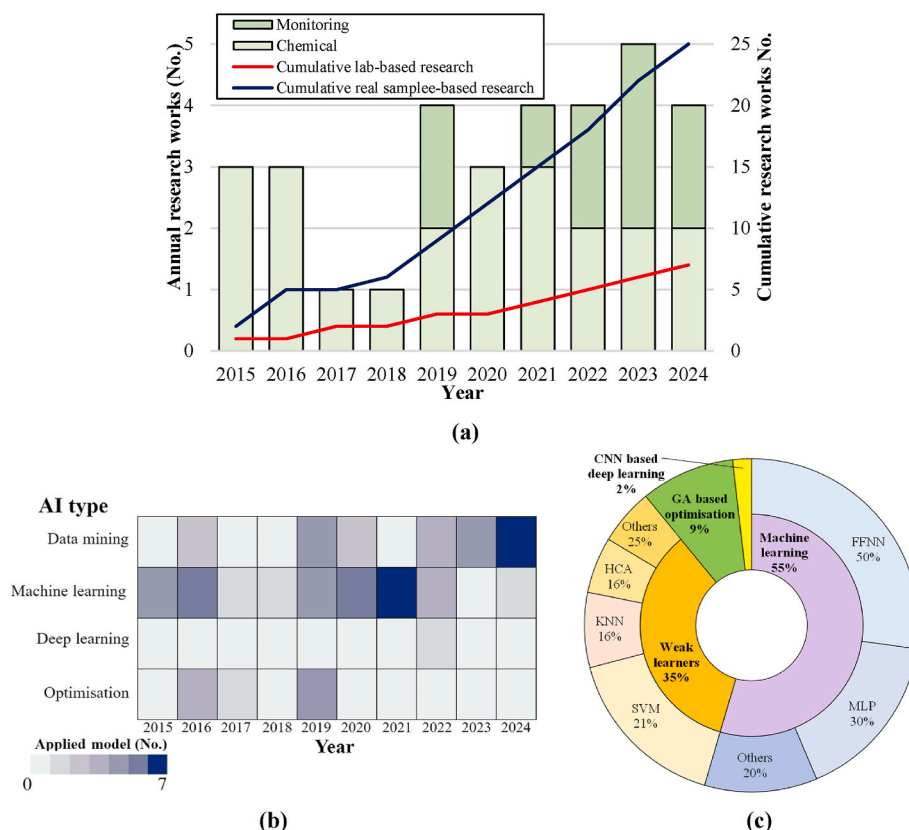 Monitoring
Chemical
Cumulative lab-based research
Cumulative real samplee-based research
Annual research works (No.)
5
4
3
2
1
0
Cumulative research works No.
25
20
15
10
5
0
2015 2016 2017 2018 2019 2020 2021 2022 2023 2024
Year
(a)
AI type
Data mining
Machine learning
Deep learning
Optimisation
2015 2016 2017 2018 2019 2020 2021 2022 2023 2024
Year
Applied model (No.)
0 7
(b)
CNN based
deep learning
2%
GA based
optimisation
9%
Machine
learning
55%
Weak
learners
35%
FFNN
50%
MLP
30%
Others
20%
SVM
21%
KNN
16%
HCA
16%
Others
25%
(c)